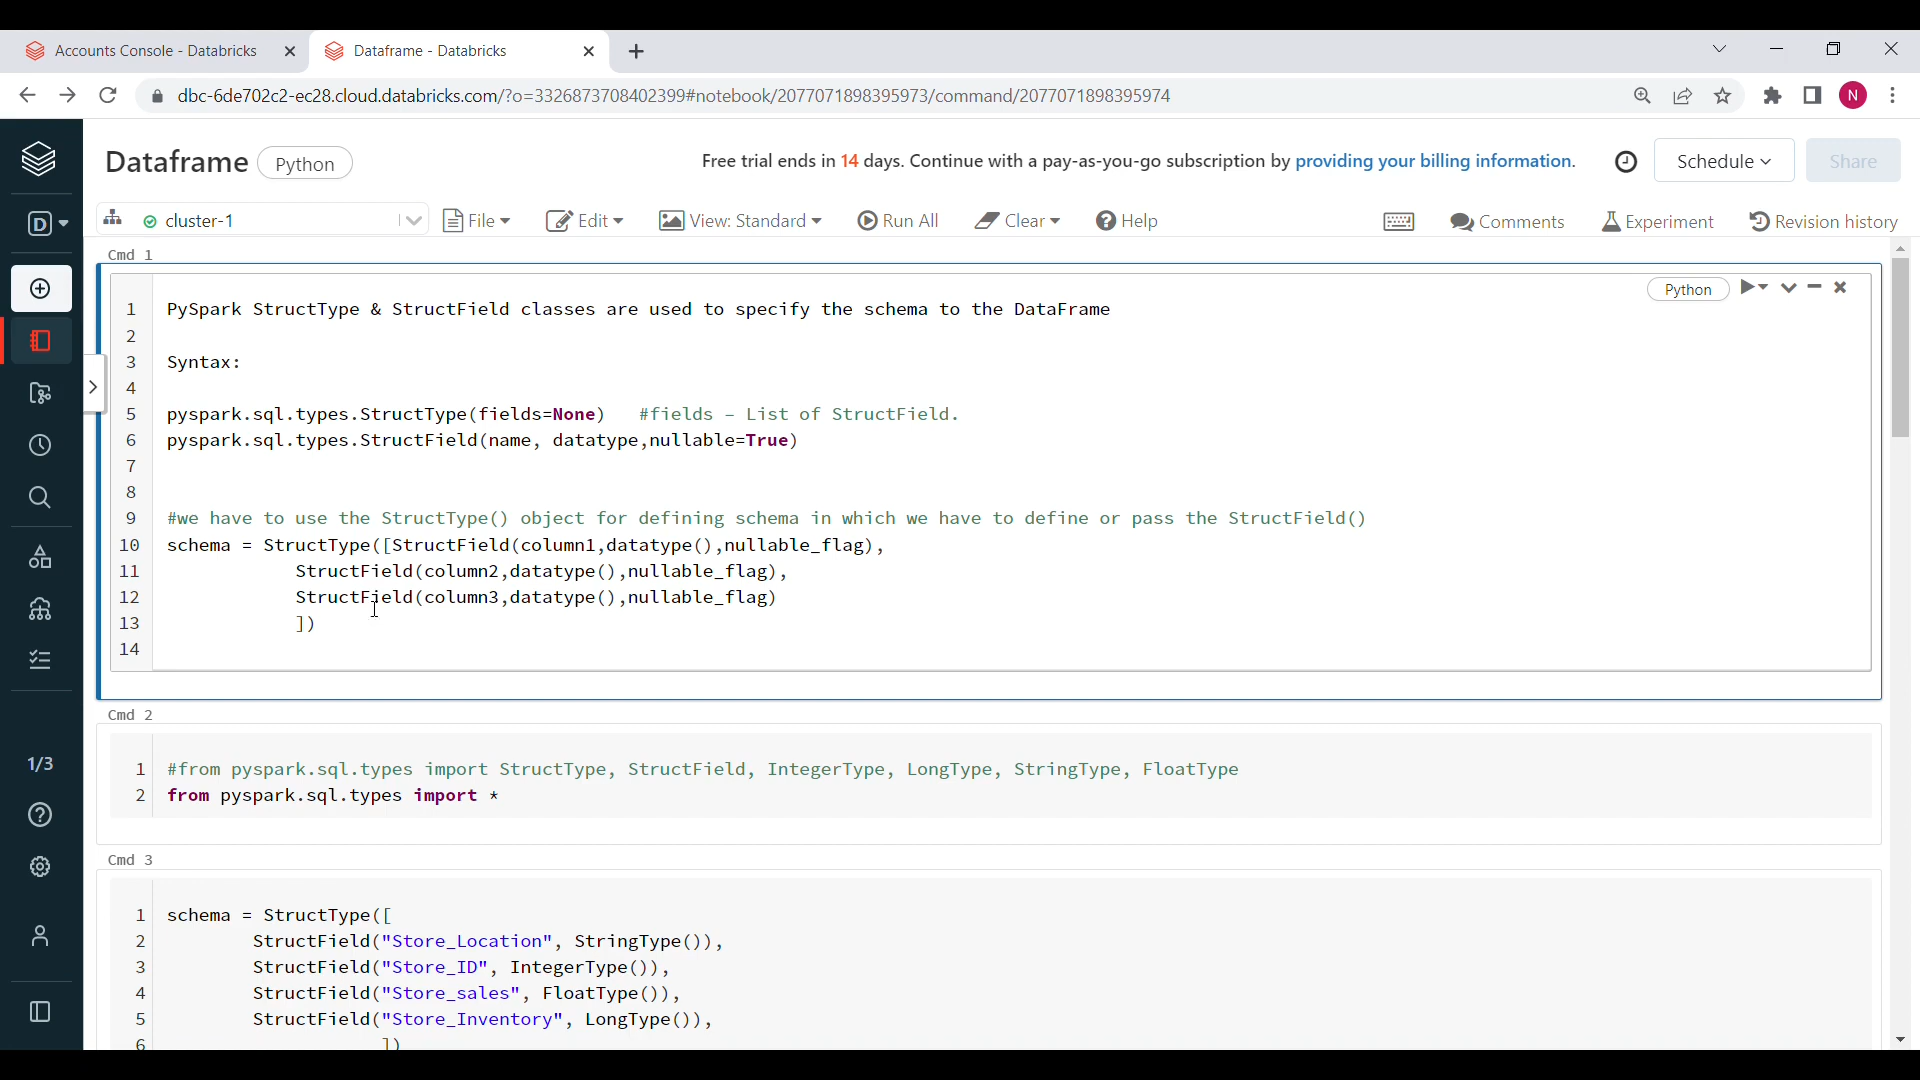 Accounts Console - Databricks
Dataframe - Databricks
dbc-6de702c2-ec28.cloud.databricks.com/?o=3326873708402399#notebook/2077071898395973/command/2077071898395974
N
Dataframe
Python
Free trial ends in 14 days. Continue with a pay-as-you-go subscription by providing your billing information.
Schedule
Share
D
cluster-1
File
Edit
View: Standard
Run All
Clear
Help
Comments
Experiment
Revision history
Cmd 1
Python
1 PySpark StructType & StructField classes are used to specify the schema to the DataFrame
2
3 Syntax:
4
5 pyspark.sql.types.StructType(fields=None)   #fields – List of StructField.
6 pyspark.sql.types.StructField(name, datatype,nullable=True)
7
8
9 #we have to use the StructType() object for defining schema in which we have to define or pass the StructField()
10 schema = StructType([StructField(column1,datatype(),nullable_flag),
11             StructField(column2,datatype(),nullable_flag),
12             StructField(column3,datatype(),nullable_flag)
13             ])
14
Cmd 2
1 #from pyspark.sql.types import StructType, StructField, IntegerType, LongType, StringType, FloatType
2 from pyspark.sql.types import *
Cmd 3
1 schema = StructType([
2         StructField("Store_Location", StringType()),
3         StructField("Store_ID", IntegerType()),
4         StructField("Store_sales", FloatType()),
5         StructField("Store_Inventory", LongType()),
6                     ])
1/3